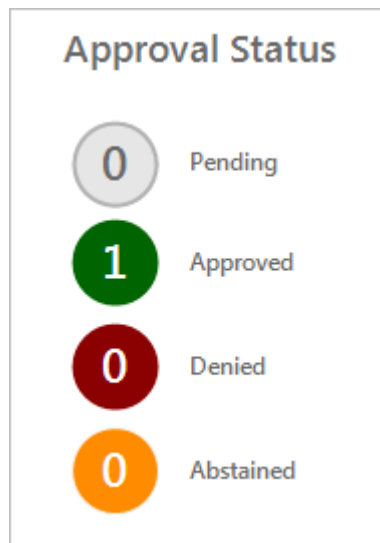 Approval Status
0 Pending
1 Approved
0 Denied
0 Abstained